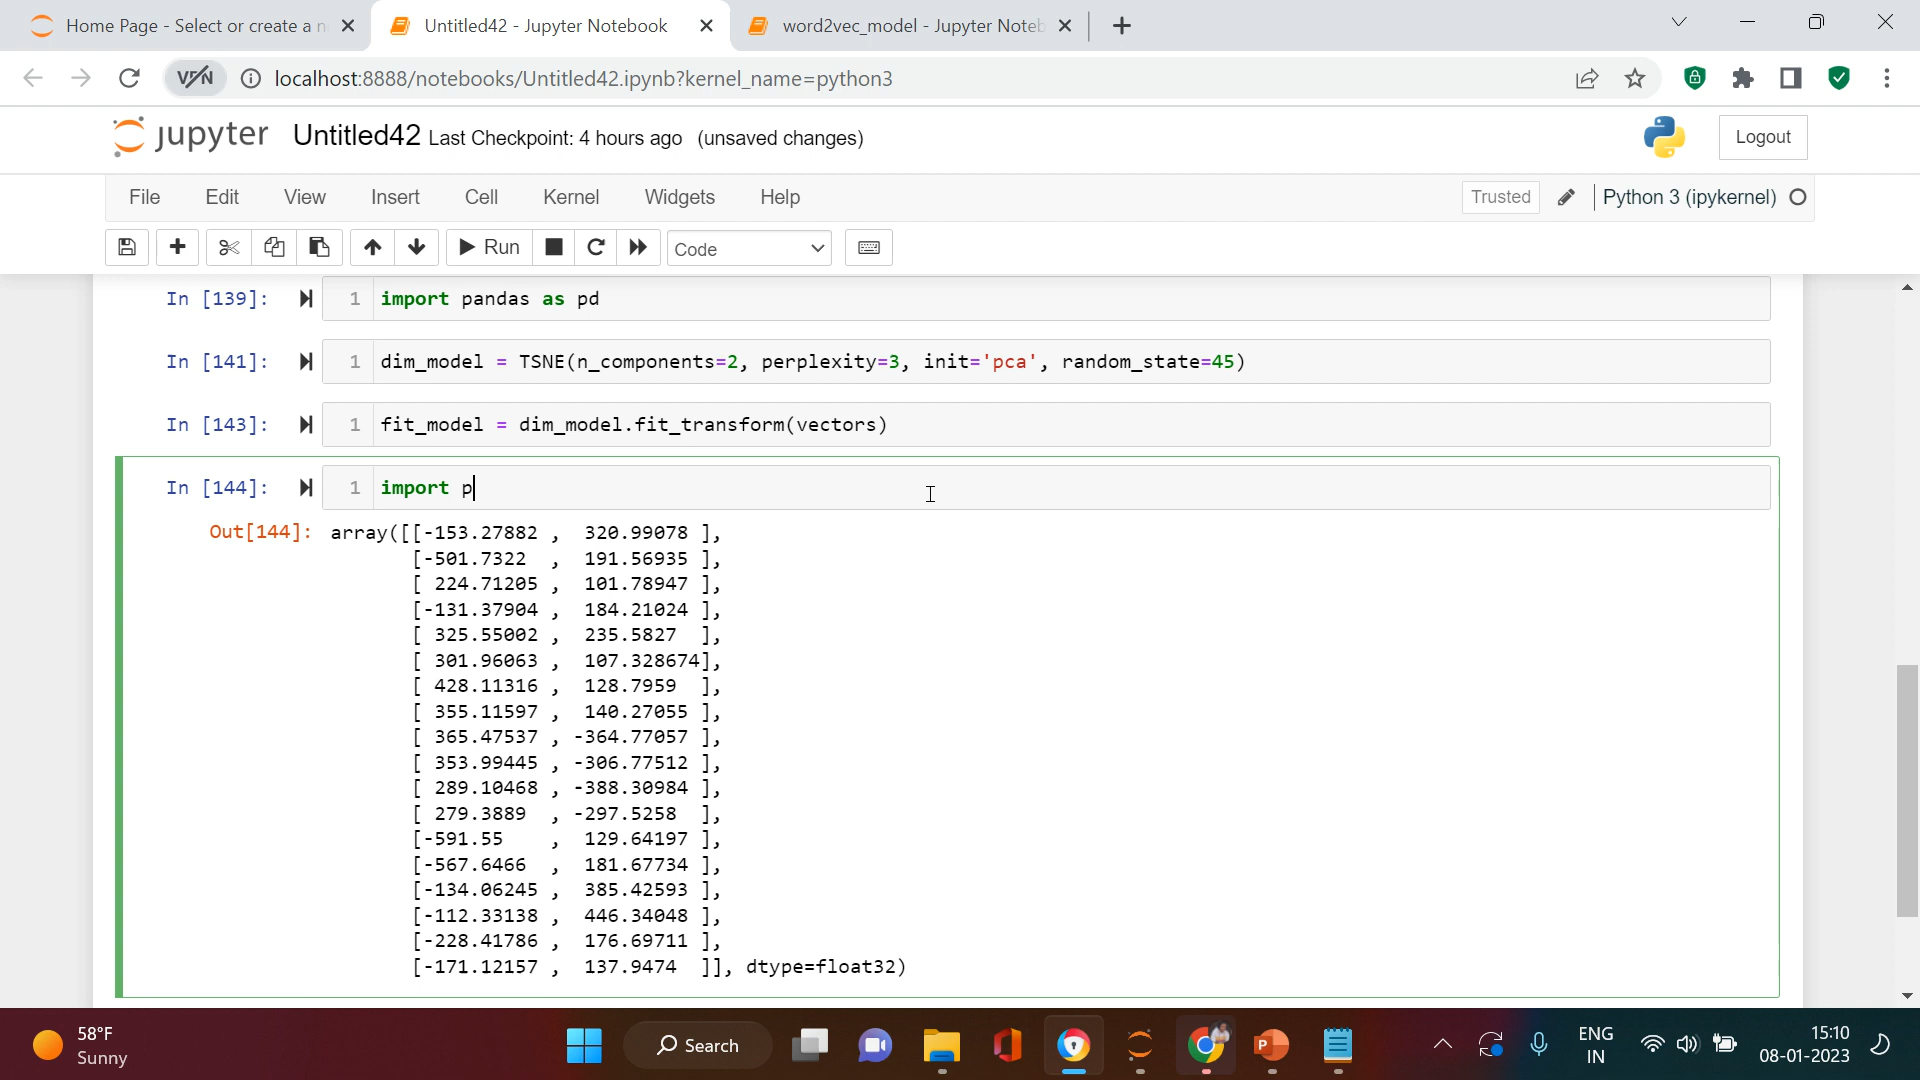 Home Page - Select or create a n
Untitled42 - Jupyter Notebook
word2vec_model - Jupyter Noteb
VPN
localhost:8888/notebooks/Untitled42.ipynb?kernel_name=python3
jupyter Untitled42 Last Checkpoint: 4 hours ago (unsaved changes)
Logout
File Edit View Insert Cell Kernel Widgets Help
Trusted
Python 3 (ipykernel)
Run
Code
In [139]: 1 import pandas as pd
In [141]: 1 dim_model = TSNE(n_components=2, perplexity=3, init='pca', random_state=45)
In [143]: 1 fit_model = dim_model.fit_transform(vectors)
In [144]: 1 import p
Out[144]: array([[-153.27882 , 320.99078 ],
[-501.7322 , 191.56935 ],
[ 224.71205 , 101.78947 ],
[-131.37904 , 184.21024 ],
[ 325.55002 , 235.5827 ],
[ 301.96063 , 107.328674],
[ 428.11316 , 128.7959 ],
[ 355.11597 , 140.27055 ],
[ 365.47537 , -364.77057 ],
[ 353.99445 , -306.77512 ],
[ 289.10468 , -388.30984 ],
[ 279.3889 , -297.5258 ],
[-591.55 , 129.64197 ],
[-567.6466 , 181.67734 ],
[-134.06245 , 385.42593 ],
[-112.33138 , 446.34048 ],
[-228.41786 , 176.69711 ],
[-171.12157 , 137.9474 ]], dtype=float32)
58°F
Sunny
Search
ENG
IN
15:10
08-01-2023